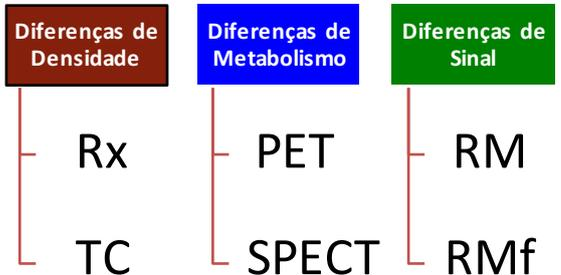 Diferenças de
Densidade
Rx
TC
Diferenças de
Metabolismo
PET
SPECT
Diferenças de
Sinal
RM
RMf